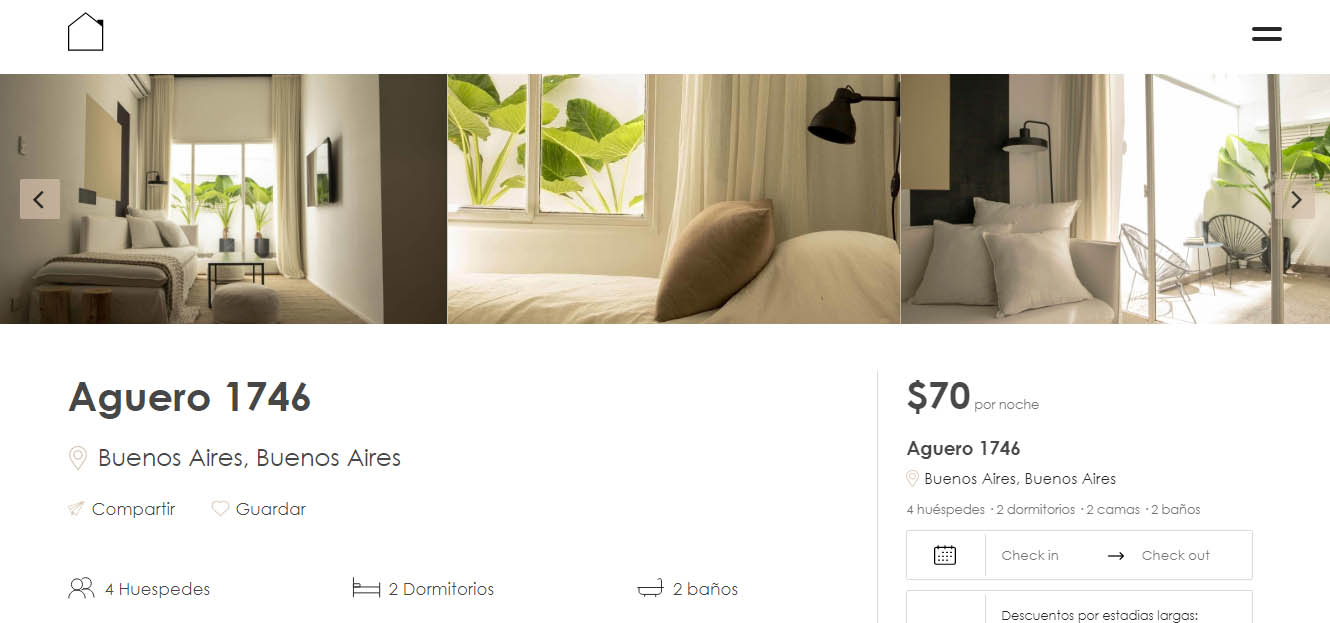 Aguero 1746
Buenos Aires, Buenos Aires
Compartir Guardar
4 Huespedes 2 Dormitorios 2 baños
$70 por noche
Aguero 1746
Buenos Aires, Buenos Aires
4 huéspedes · 2 dormitorios · 2 camas · 2 baños
Check in → Check out
Descuentos por estadías largas: